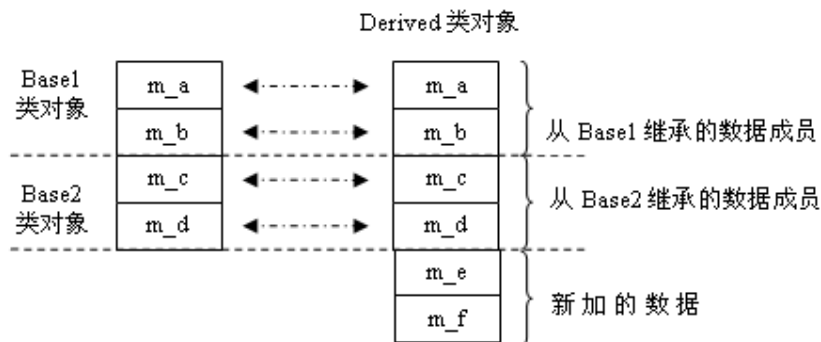 Derived 类对象
Base1
类对象
m_a
m_a
m_b
m_b
从 Base1 继承的数据成员
Base2
类对象
m_c
m_c
m_d
m_d
从 Base2 继承的数据成员
m_e
m_f
新加的数据